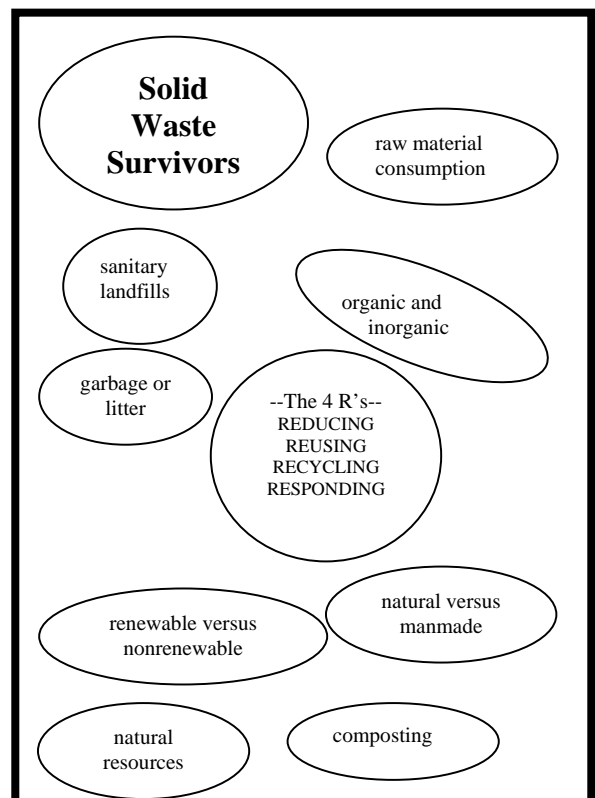 Solid
Waste
Survivors
raw material
consumption
sanitary
landfills
organic and
inorganic
garbage or
litter
--The 4 R’s--
REDUCING
REUSING
RECYCLING
RESPONDING
natural versus
manmade
renewable versus
nonrenewable
natural
resources
composting